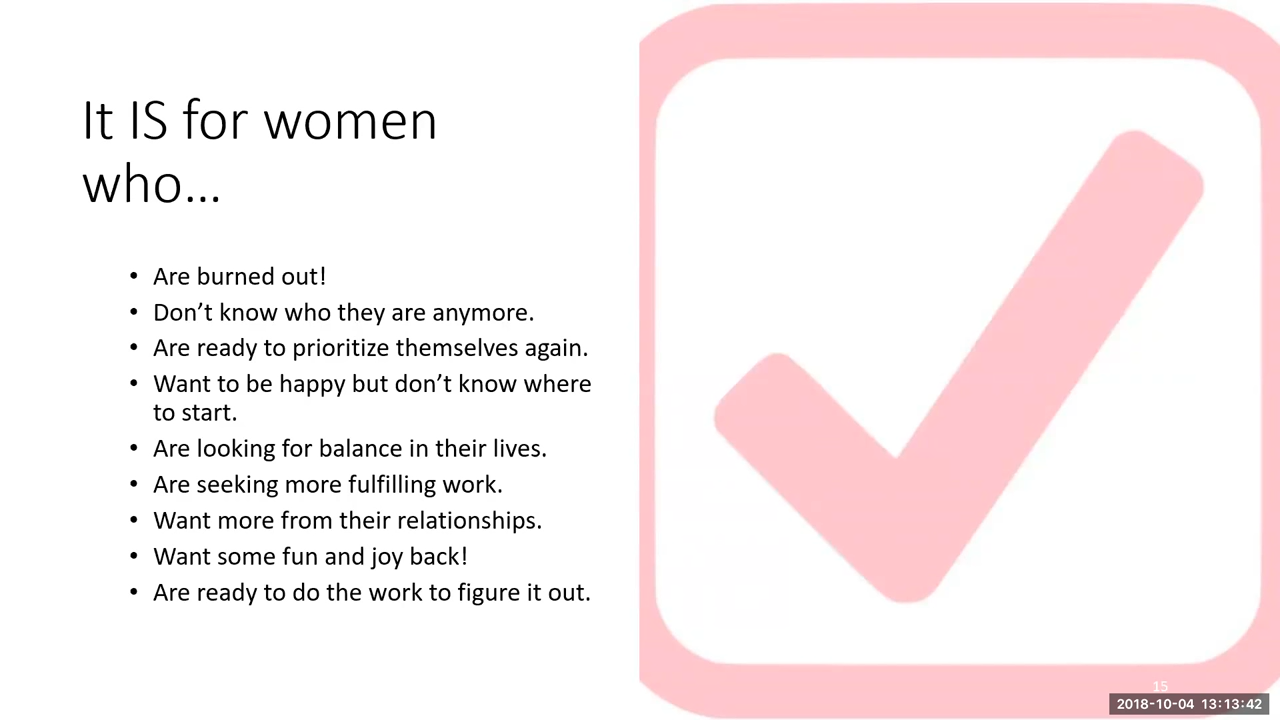 It IS for women
who...
• Are burned out!
• Don’t know who they are anymore.
• Are ready to prioritize themselves again.
• Want to be happy but don’t know where
to start.
• Are looking for balance in their lives.
• Are seeking more fulfilling work.
• Want more from their relationships.
• Want some fun and joy back!
• Are ready to do the work to figure it out.
15
2018-10-04 13:13:42